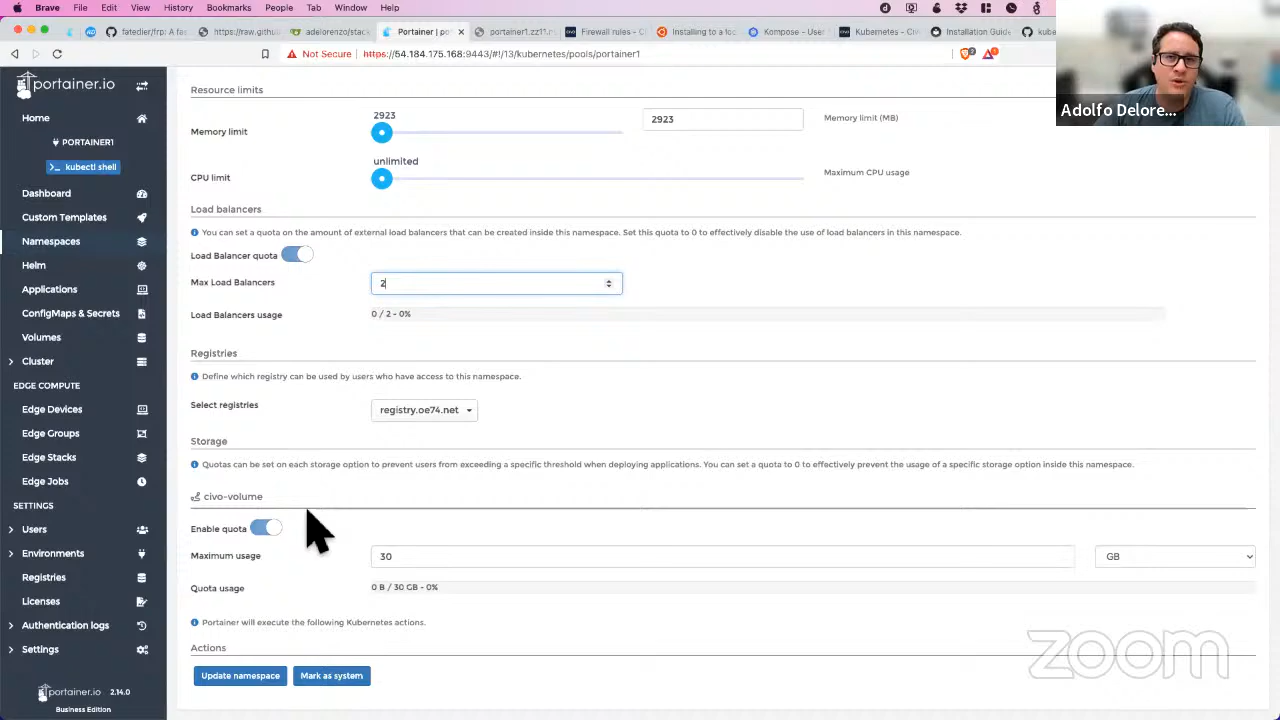 Brave File Edit View History Bookmarks People Tab Window Help
fatedier/frp: A fas
https://raw.github
adelorenzo/stacks
Portainer | port
portainer1.zz11.m
Firewall rules - C
Installing to a loc
Kompose - User
Kubernetes - Civ
Installation Guide
kub
Not Secure | https://54.184.175.168:9443/#!/13/kubernetes/pools/portainer1
Adolfo Delore...
portainer.io
Home
PORTAINER1
>_ kubectl shell
Dashboard
Custom Templates
Namespaces
Helm
Applications
ConfigMaps & Secrets
Volumes
Cluster
EDGE COMPUTE
Edge Devices
Edge Groups
Edge Stacks
Edge Jobs
SETTINGS
Users
Environments
Registries
Licenses
Authentication logs
Settings
portainer.io 2.14.0
Business Edition
Resource limits
2923
Memory limit
2923
Memory limit (MB)
unlimited
CPU limit
Maximum CPU usage
Load balancers
You can set a quota on the amount of external load balancers that can be created inside this namespace. Set this quota to 0 to effectively disable the use of load balancers in this namespace.
Load Balancer quota
Max Load Balancers
2
Load Balancers usage
0 / 2 - 0%
Registries
Define which registry can be used by users who have access to this namespace.
Select registries
registry.oe74.net
Storage
Quotas can be set on each storage option to prevent users from exceeding a specific threshold when deploying applications. You can set a quota to 0 to effectively prevent the usage of a specific storage option inside this namespace.
civo-volume
Enable quota
Maximum usage
30
GB
Quota usage
0 B / 30 GB - 0%
Portainer will execute the following Kubernetes actions.
Actions
Update namespace
Mark as system
zoom